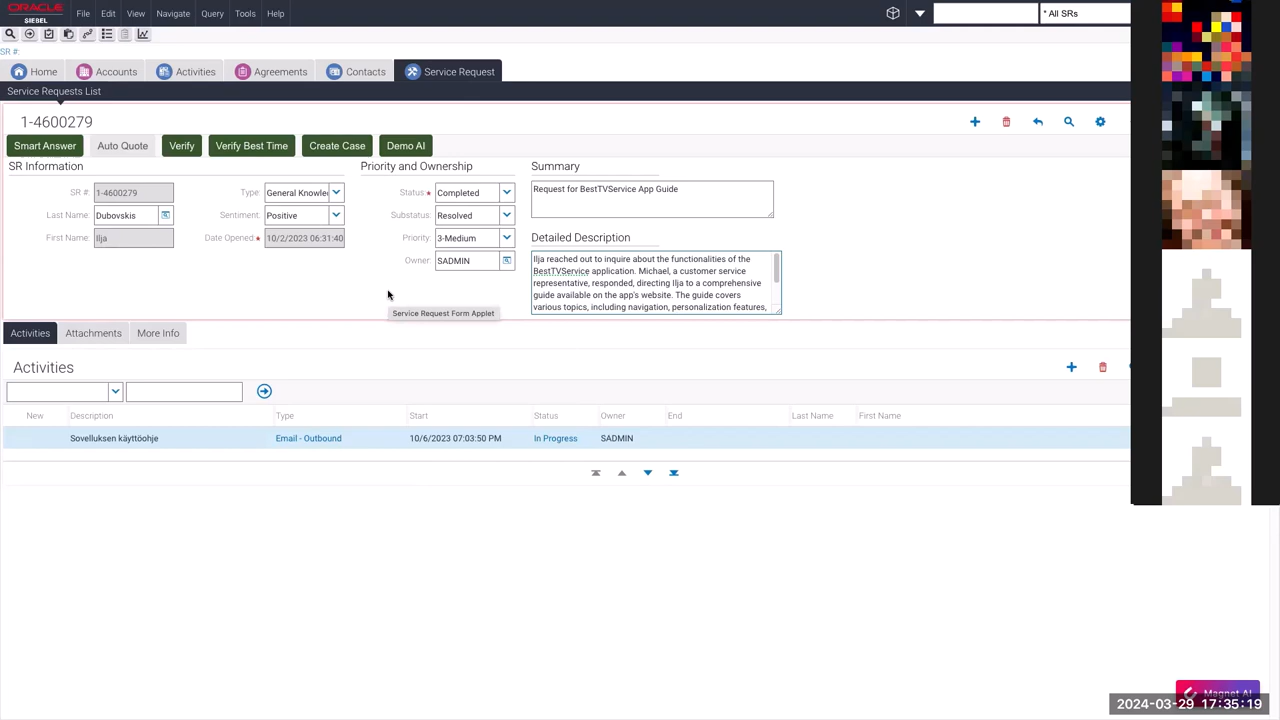 ORACLE
SIEBEL
File Edit View Navigate Query Tools Help
* All SRs
SR #:
Home Accounts Activities Agreements Contacts Service Request
Service Requests List
1-4600279
Smart Answer Auto Quote Verify Verify Best Time Create Case Demo AI
SR Information Priority and Ownership Summary
SR #: 1-4600279 Type: General Knowle Status:* Completed Request for BestTVService App Guide
Last Name: Dubovskis Sentiment: Positive Substatus: Resolved
First Name: Ilja Date Opened:* 10/2/2023 06:31:40 Priority: 3-Medium Detailed Description
Owner: SADMIN
Ilja reached out to inquire about the functionalities of the
BestTVService application. Michael, a customer service
representative, responded, directing Ilja to a comprehensive
guide available on the app's website. The guide covers
various topics, including navigation, personalization features,
Service Request Form Applet
Activities Attachments More Info
Activities
New Description Type Start Status Owner End Last Name First Name
Sovelluksen käyttöohje Email - Outbound 10/6/2023 07:03:50 PM In Progress SADMIN
Magnet AI
2024-03-29 17:35:19